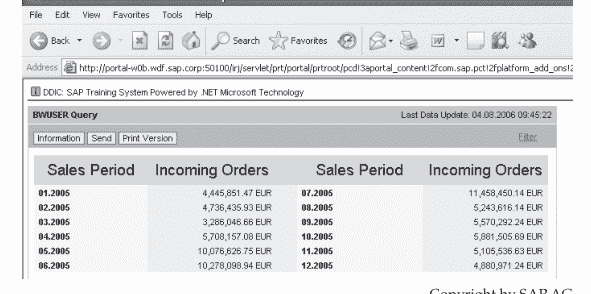 File Edit View Favorites Tools Help
Back Search Favorites
Address http://portal-w0b.wdf.sap.corp:50100/irj/servlet/prt/portal/prtroot/pcd!3aportal_content!2fcom.sap.pct!2fplatform_add_ons!2
DDIC: SAP Training System Powered by .NET Microsoft Technology
BWUSER Query Last Data Update: 04.08.2006 09:45:22
Information Send Print Version Filter
Sales Period Incoming Orders Sales Period Incoming Orders
01.2005 4,445,851.47 EUR 07.2005 11,458,450.14 EUR
02.2005 4,736,435.93 EUR 08.2005 5,243,616.14 EUR
03.2005 3,286,046.66 EUR 09.2005 5,570,292.24 EUR
04.2005 5,708,157.08 EUR 10.2005 5,881,505.69 EUR
05.2005 10,076,626.75 EUR 11.2005 5,105,536.63 EUR
06.2005 10,278,098.94 EUR 12.2005 4,880,971.24 EUR
Copyright by SAP AG